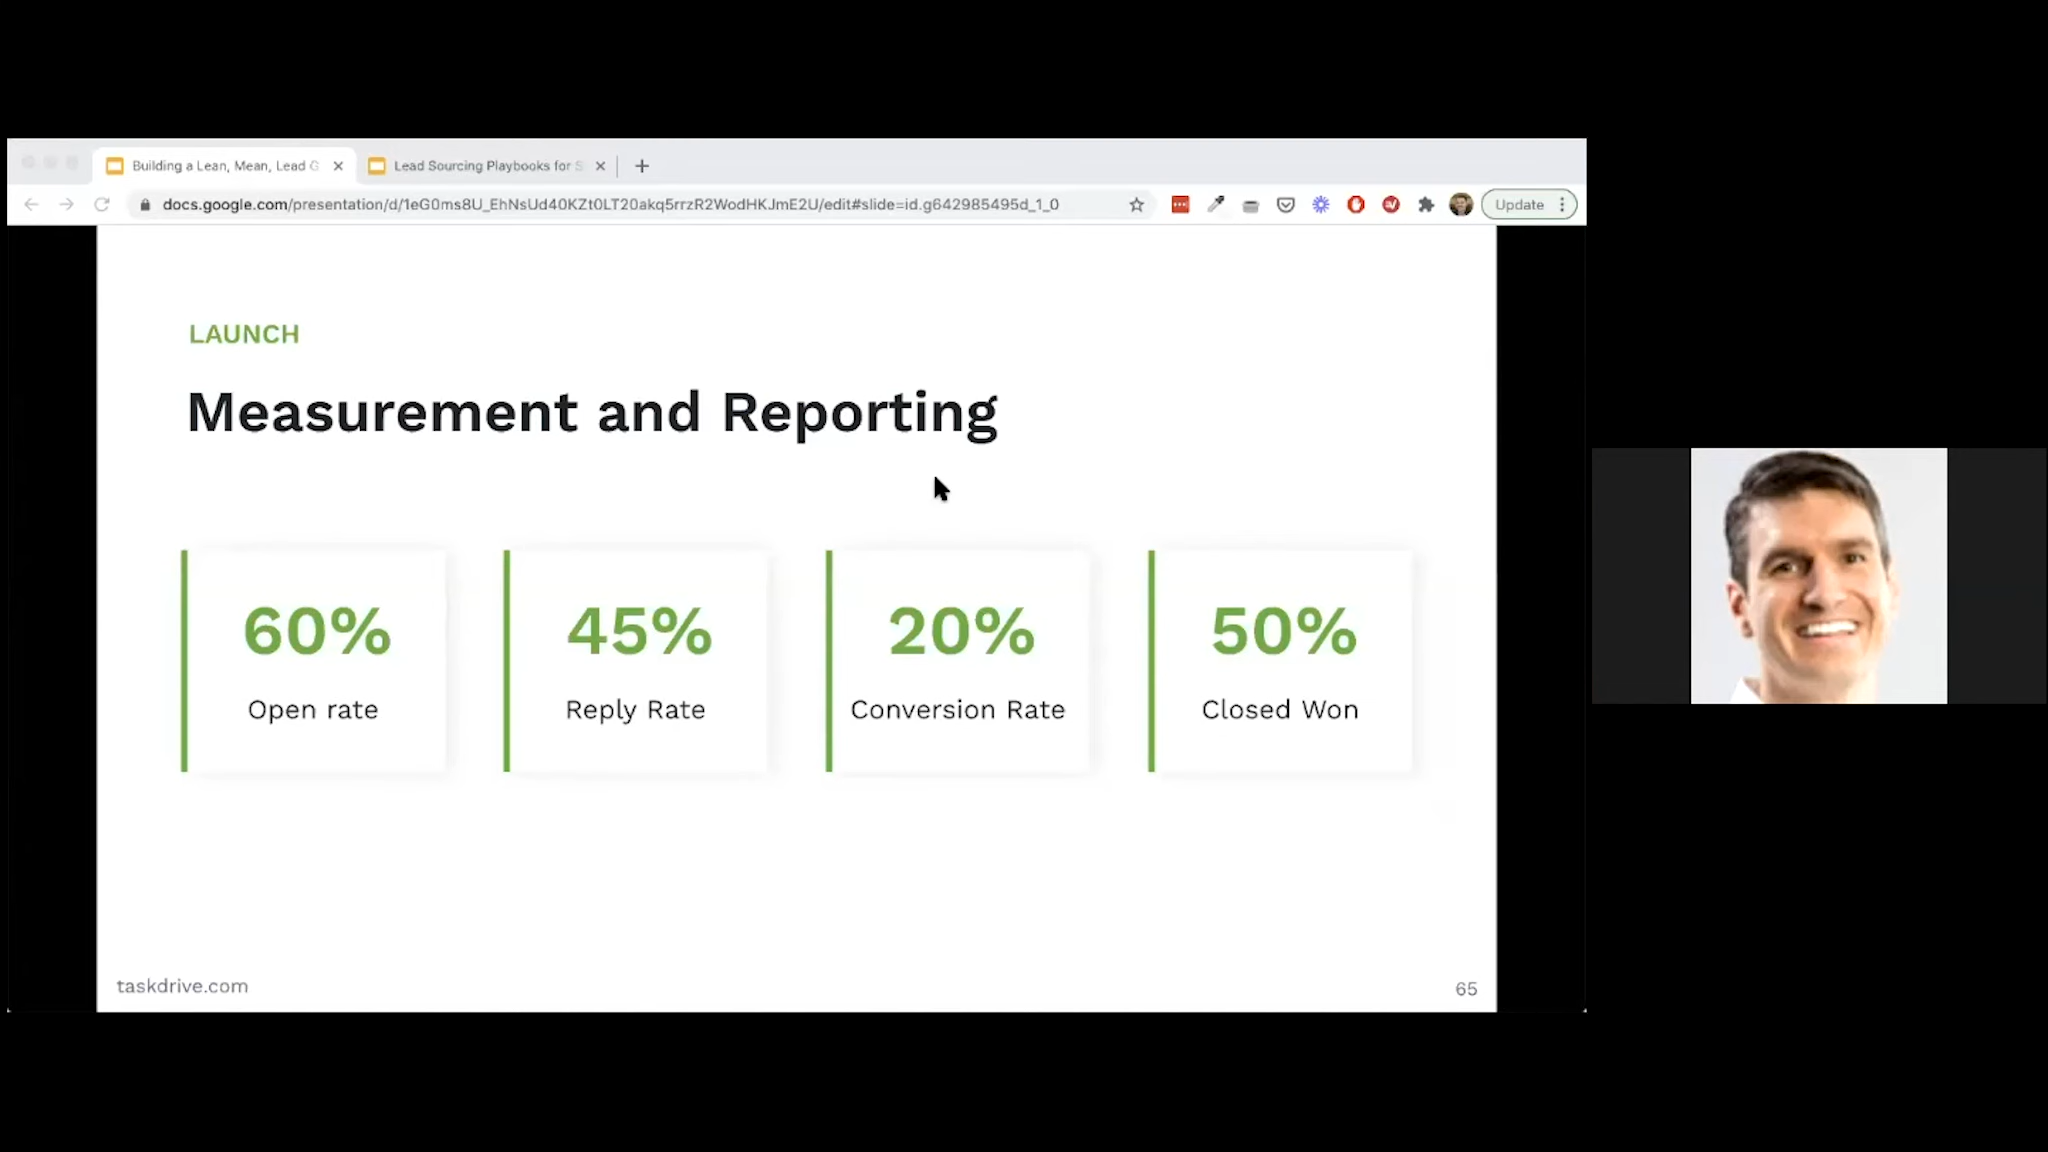 Building a Lean, Mean, Lead G
Lead Sourcing Playbooks for S
docs.google.com/presentation/d/1eG0ms8U_EhNsUd40KZt0LT20akq5rrzR2WodHKJmE2U/edit#slide=id.g642985495d_1_0
Update
LAUNCH
Measurement and Reporting
60%
Open rate
45%
Reply Rate
20%
Conversion Rate
50%
Closed Won
taskdrive.com
65